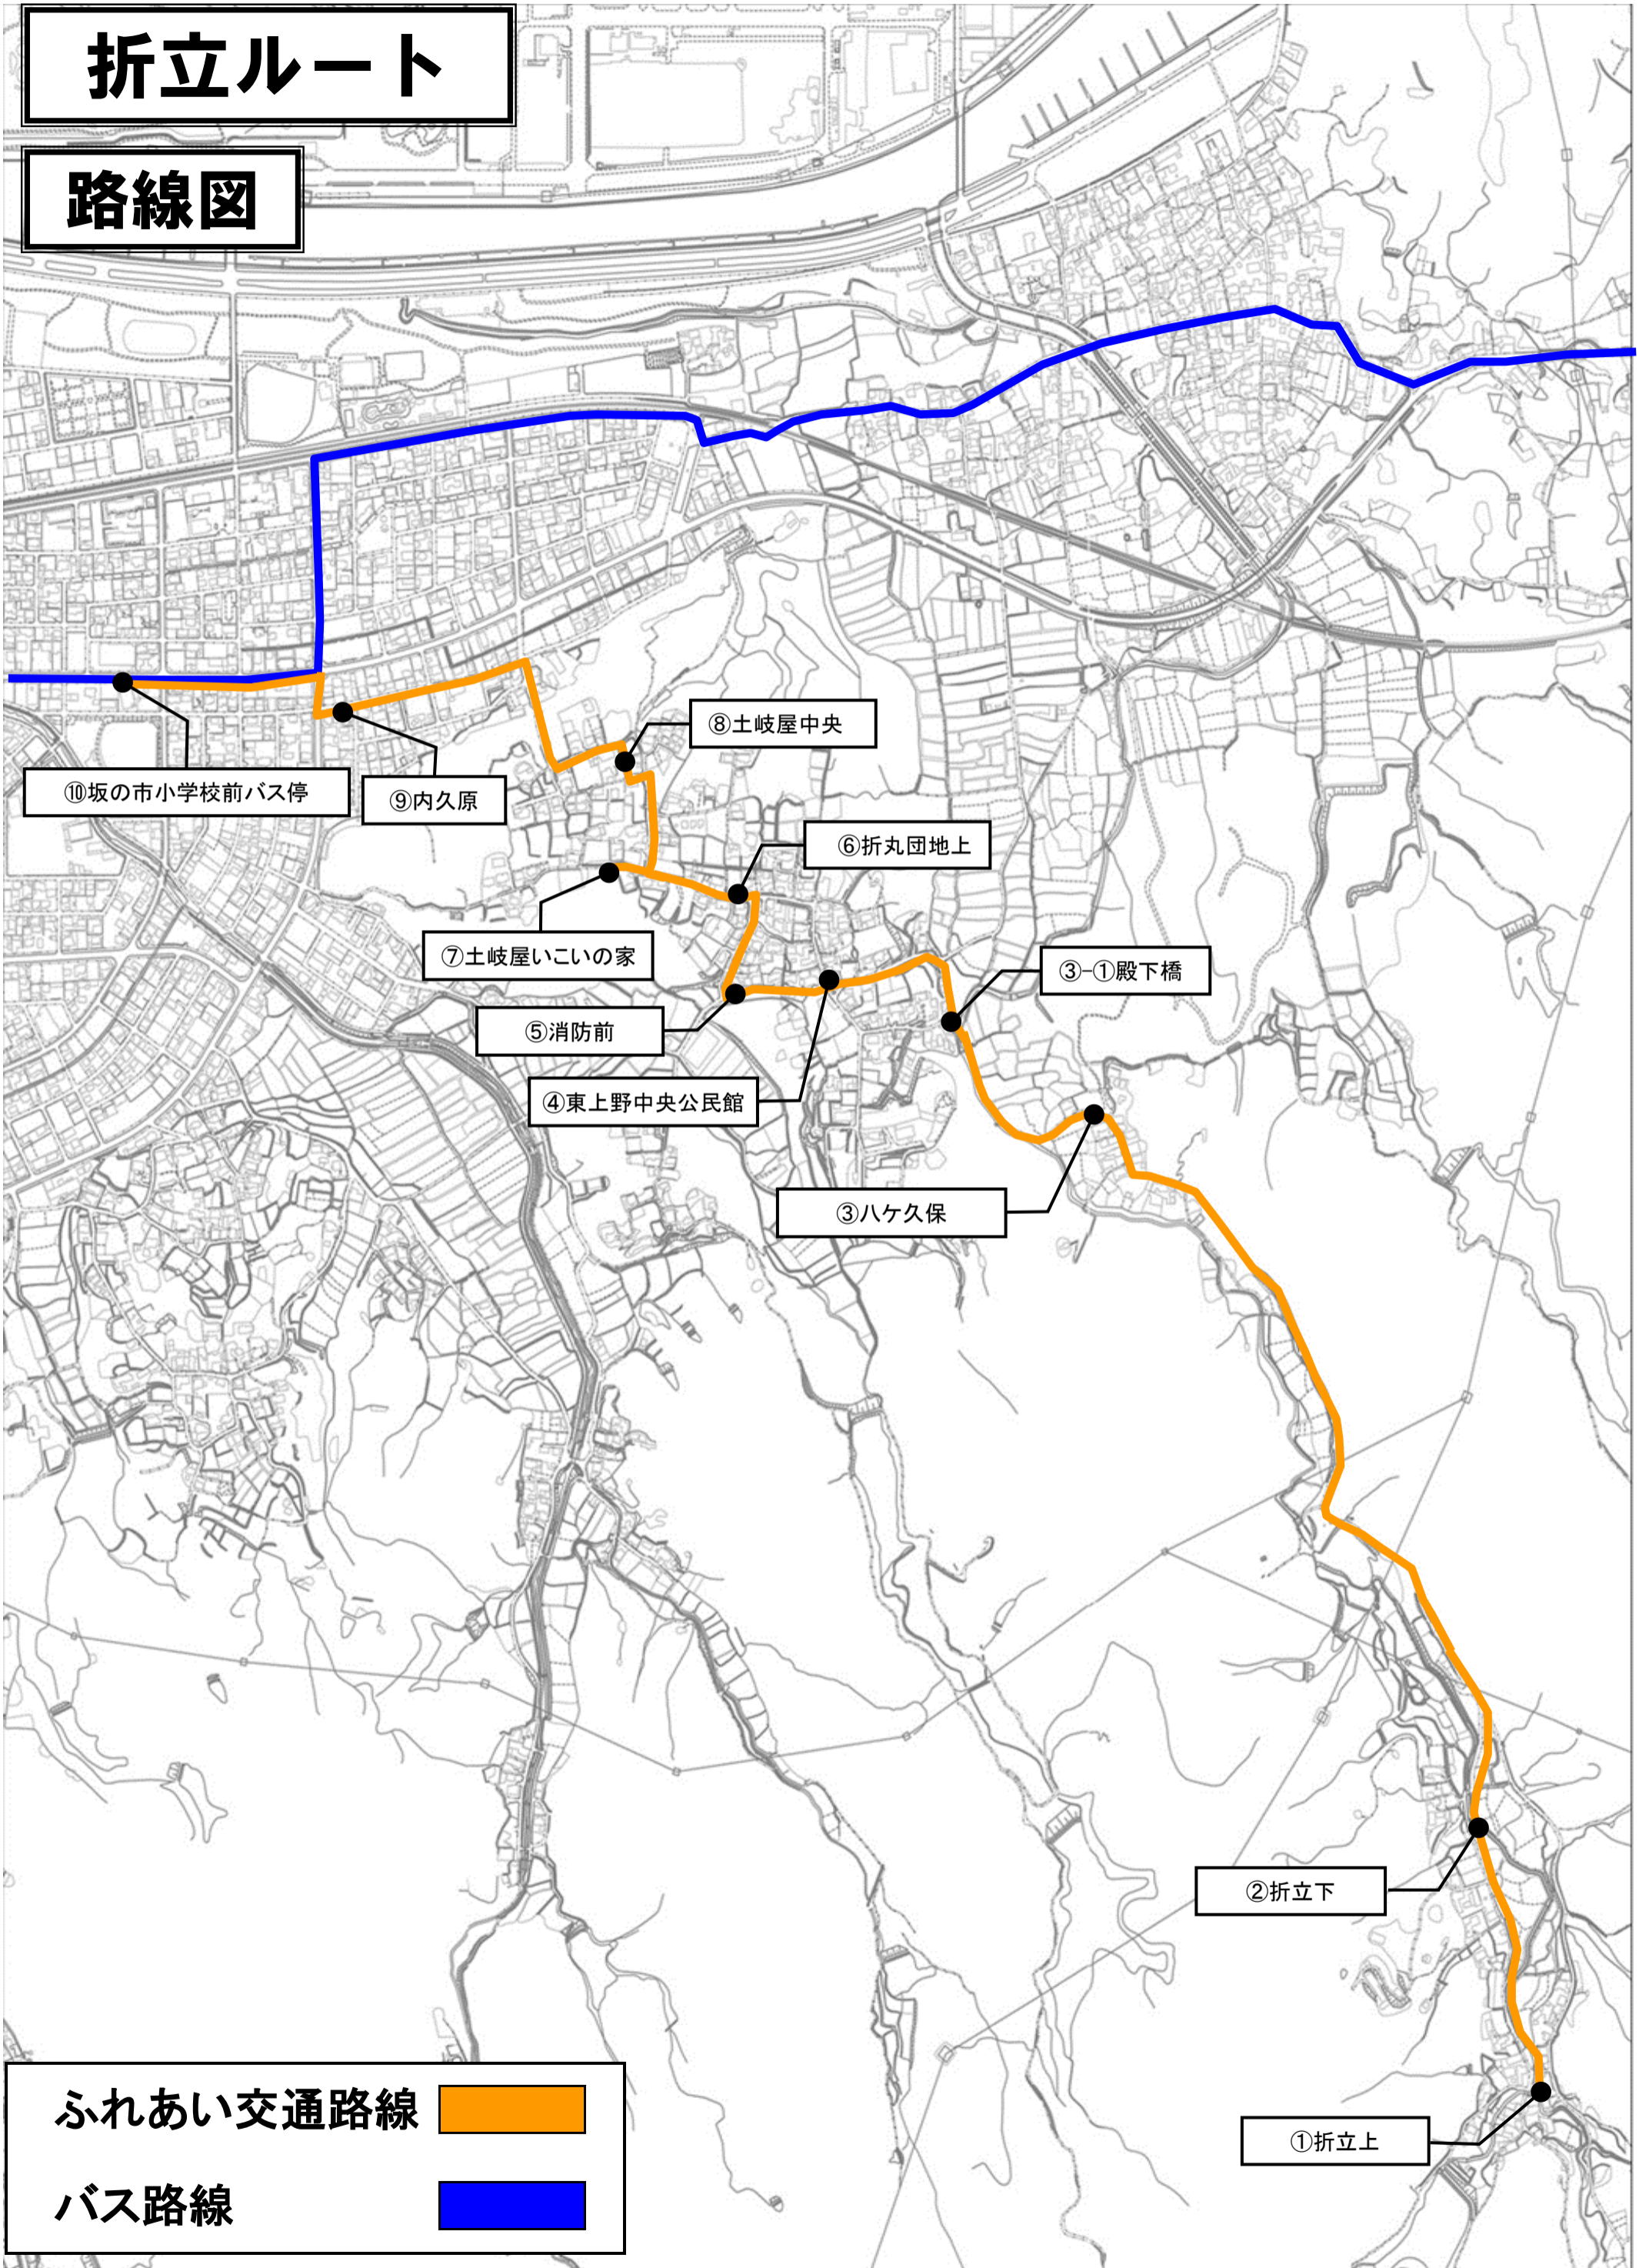 折立ルート
路線図
⑧土岐屋中央
⑩坂の市小学校前バス停
⑨内久原
⑥折丸団地上
⑦土岐屋いこいの家
③-①殿下橋
⑤消防前
④東上野中央公民館
③八ケ久保
②折立下
①折立上
ふれあい交通路線
バス路線